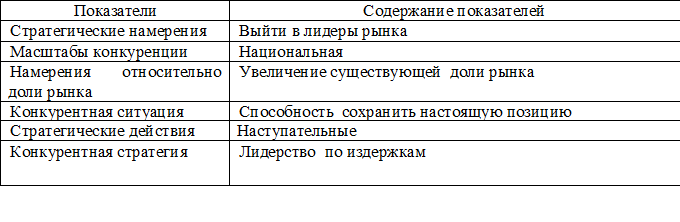 Показатели Содержание показателей
Стратегические намерения Выйти в лидеры рынка
Масштабы конкуренции Национальная
Намерения относительно Увеличение существующей доли рынка
доли рынка
Конкурентная ситуация Способность сохранить настоящую позицию
Стратегические действия Наступательные
Конкурентная стратегия Лидерство по издержкам